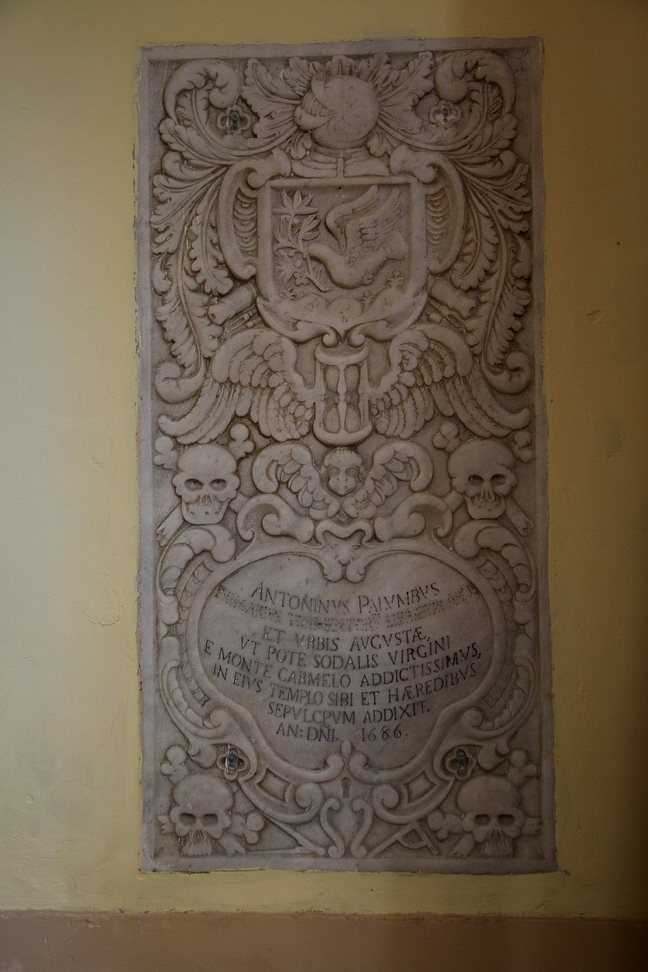 ANTONINVS PALVMBVS
ET VRBIS AVGVSTÆ,
VT POTE SODALIS VIRGINI
E MONTE CARMELO ADDICTISSIMVS,
IN EIVS TEMPLO SIBI ET HÆREDIBVS
SEPVLCPVM ADDIXIT.
AN: DNI. 1686.